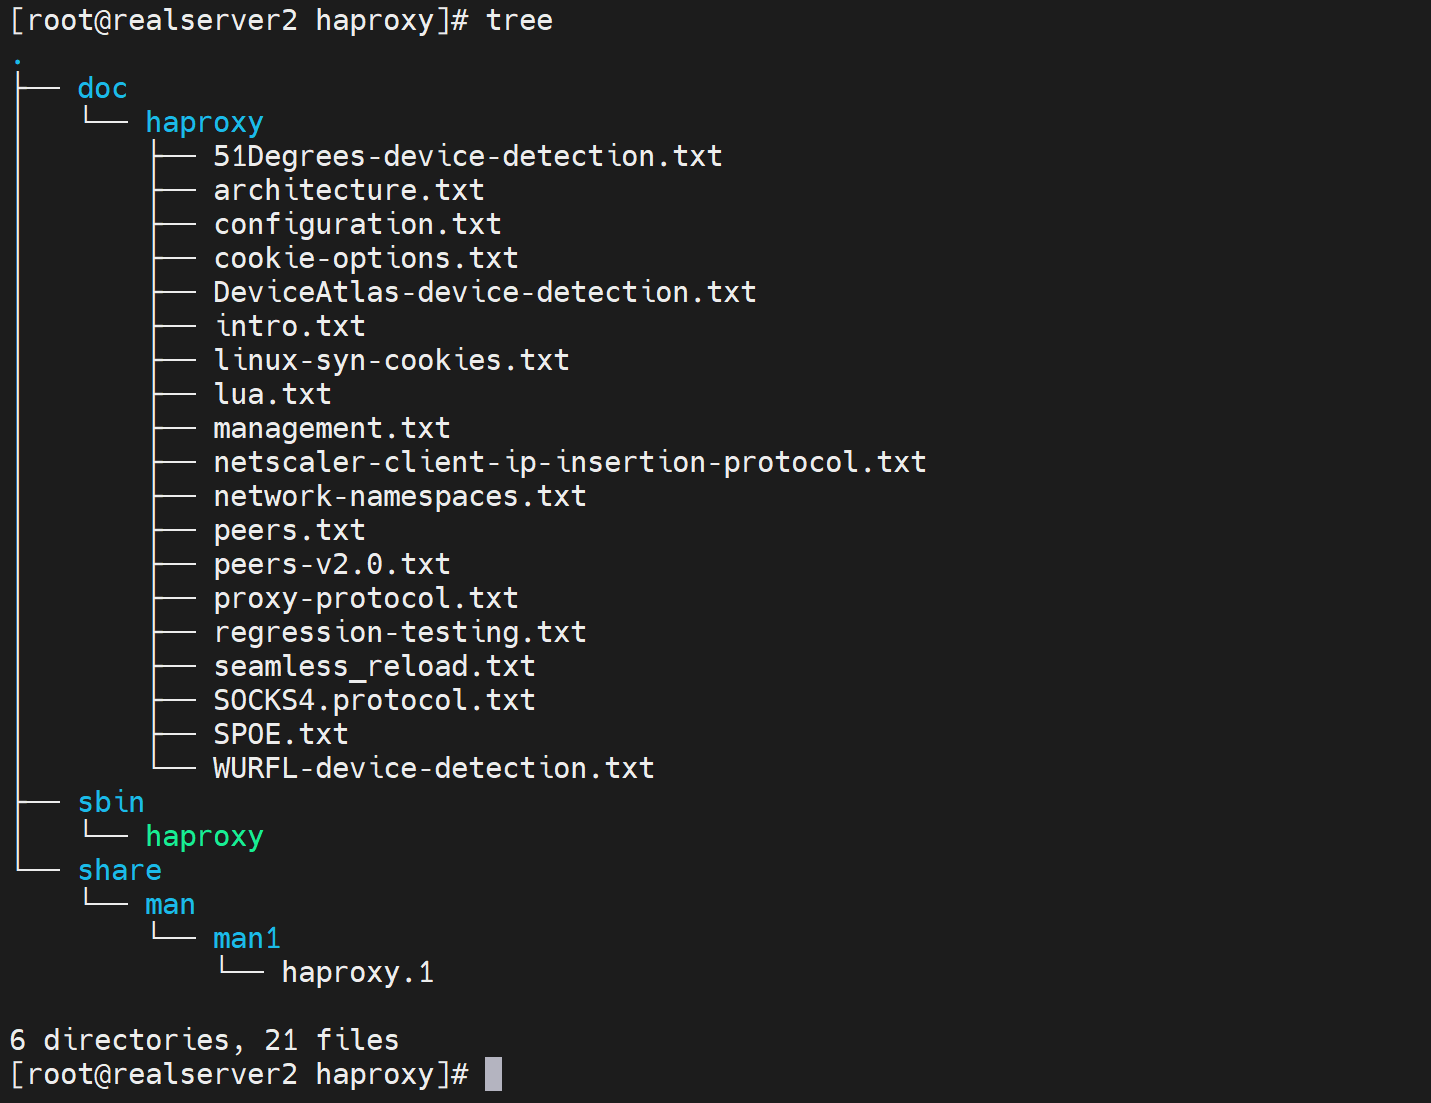 [root@realserver2 haproxy]# tree
.
├── doc
│   └── haproxy
│       ├── 51Degrees-device-detection.txt
│       ├── architecture.txt
│       ├── configuration.txt
│       ├── cookie-options.txt
│       ├── DeviceAtlas-device-detection.txt
│       ├── intro.txt
│       ├── linux-syn-cookies.txt
│       ├── lua.txt
│       ├── management.txt
│       ├── netscaler-client-ip-insertion-protocol.txt
│       ├── network-namespaces.txt
│       ├── peers.txt
│       ├── peers-v2.0.txt
│       ├── proxy-protocol.txt
│       ├── regression-testing.txt
│       ├── seamless_reload.txt
│       ├── SOCKS4.protocol.txt
│       ├── SPOE.txt
│       └── WURFL-device-detection.txt
├── sbin
│   └── haproxy
└── share
    └── man
        └── man1
            └── haproxy.1

6 directories, 21 files
[root@realserver2 haproxy]#